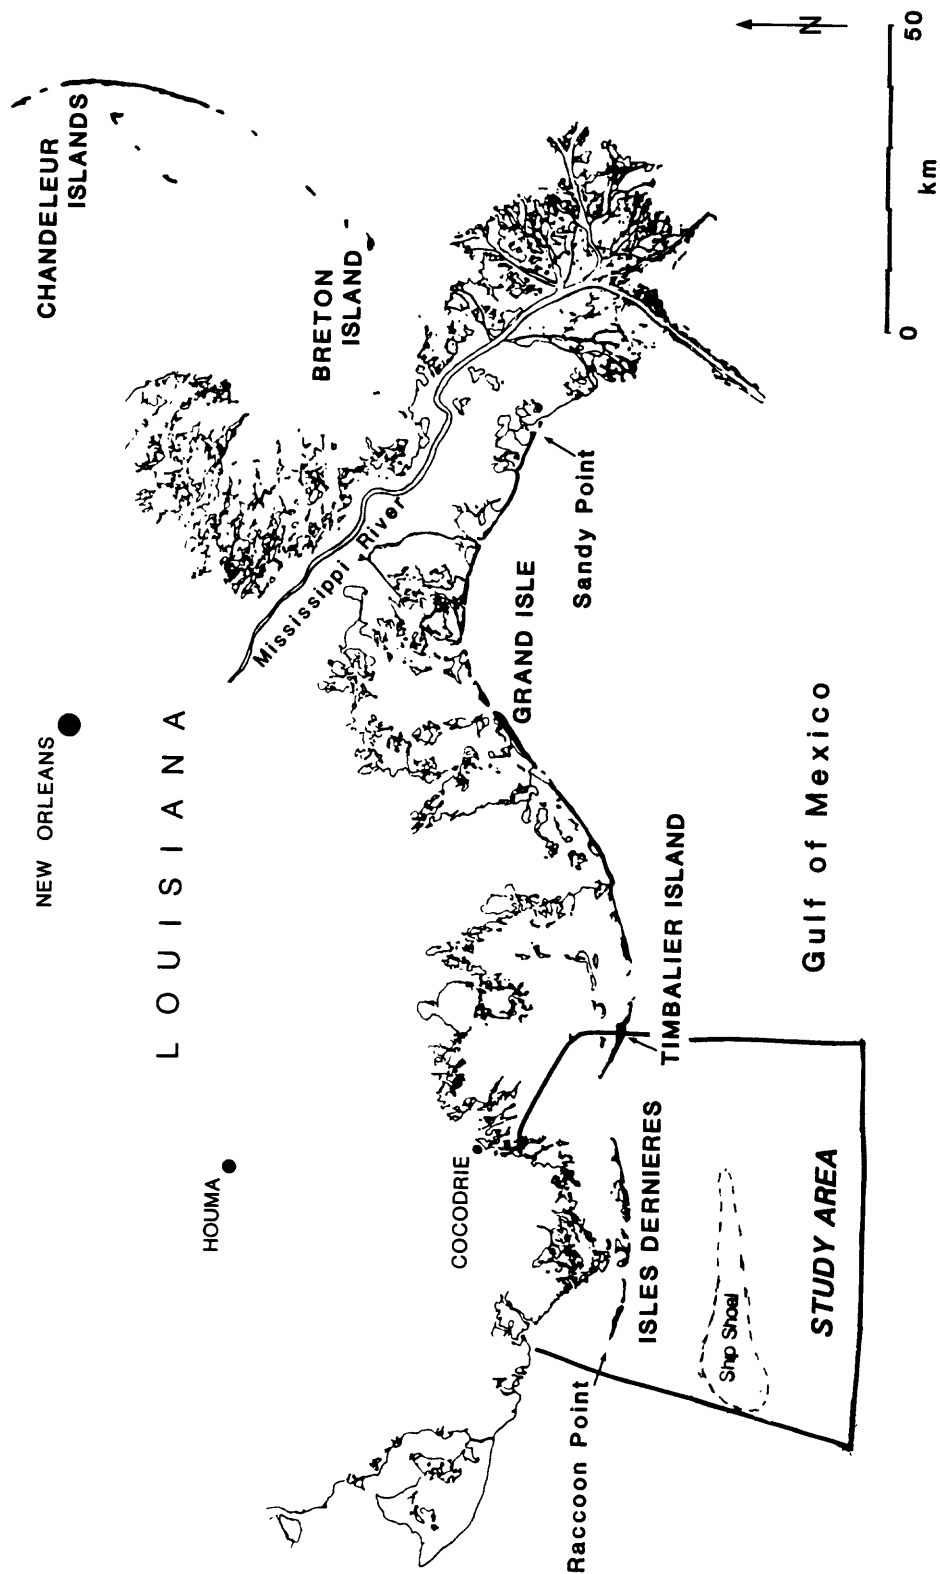 CHANDELEUR
ISLANDS
BRETON
ISLAND
NEW ORLEANS
LOUISIANA
Mississippi River
HOUMA
COCODRIE
GRAND ISLE
Sandy Point
TIMBALIER ISLAND
ISLES DERNIERES
Raccoon Point
Ship Shoal
STUDY AREA
Gulf of Mexico
N
0 50
km